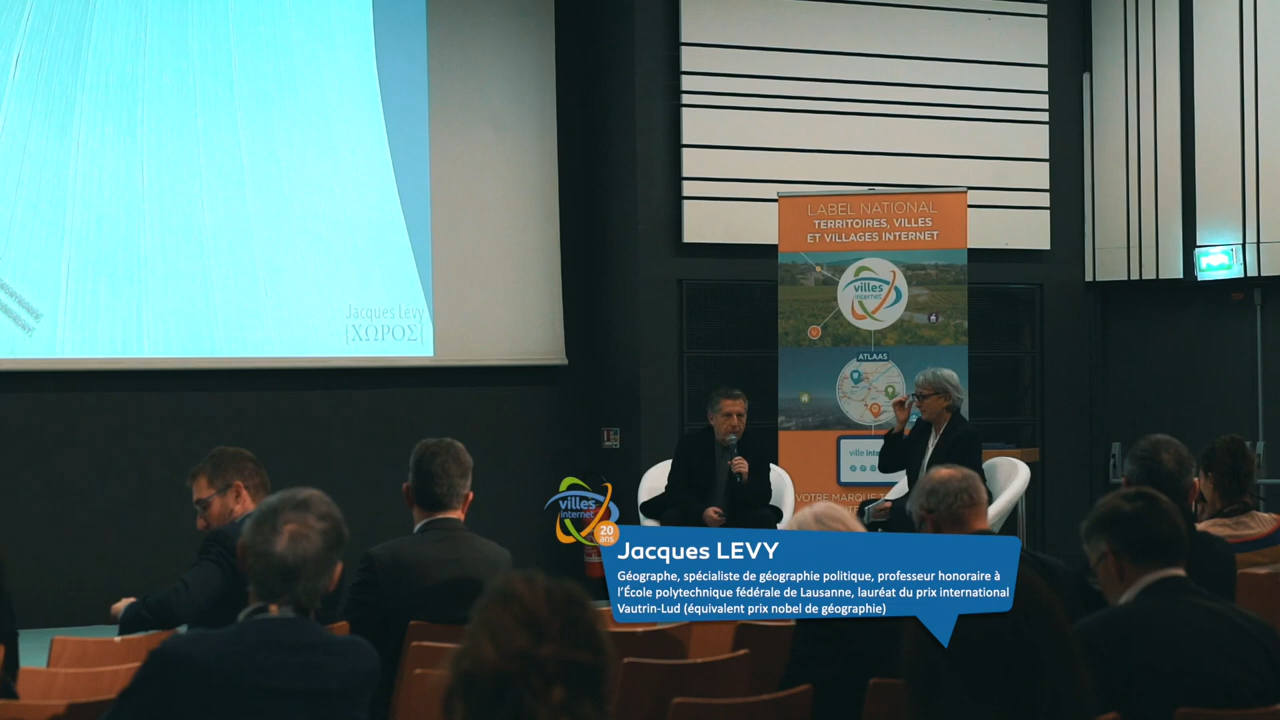 Jacques Lévy
{ΧΩΡΟΣ{
LABEL NATIONAL
TERRITOIRES, VILLES
ET VILLAGES INTERNET
villes
internet
ATLAAS
ville
VOTRE MARQUE
villes
internet
20
ans
Jacques LEVY
Géographe, spécialiste de géographie politique, professeur honoraire à
l'École polytechnique fédérale de Lausanne, lauréat du prix international
Vautrin-Lud (équivalent prix nobel de géographie)